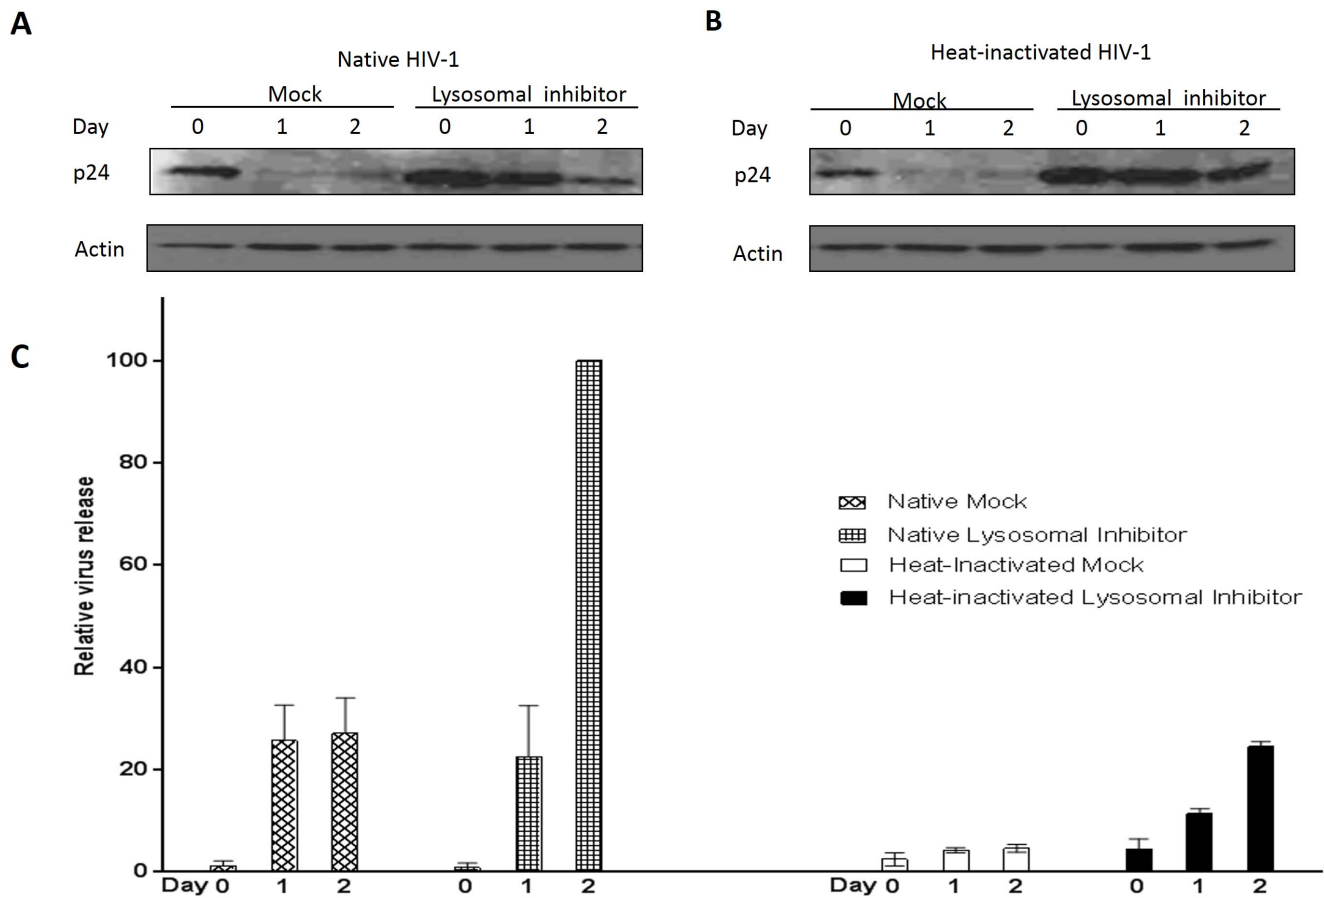 A
Native HIV-1
Mock Lysosomal inhibitor
Day 0 1 2 0 1 2
p24
Actin
B
Heat-inactivated HIV-1
Mock Lysosomal inhibitor
Day 0 1 2 0 1 2
p24
Actin
C
Relative virus release
100
80
60
40
20
0
Native Mock
Native Lysosomal Inhibitor
Heat-Inactivated Mock
Heat-inactivated Lysosomal Inhibitor
Day 0 1 2 0 1 2 Day 0 1 2 0 1 2